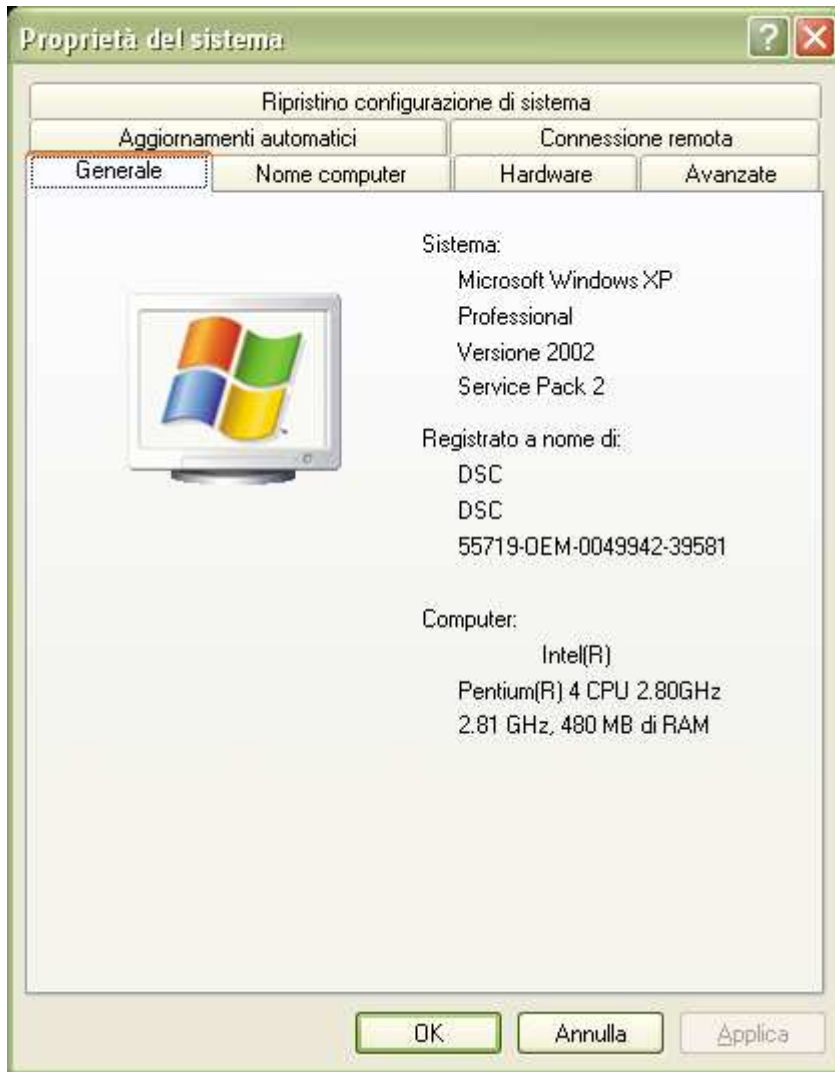 Proprietà del sistema
Ripristino configurazione di sistema
Aggiornamenti automatici
Connessione remota
Generale
Nome computer
Hardware
Avanzate
Sistema:
Microsoft Windows XP
Professional
Versione 2002
Service Pack 2
Registrato a nome di:
DSC
DSC
55719-OEM-0049942-39581
Computer:
Intel(R)
Pentium(R) 4 CPU 2.80GHz
2.81 GHz, 480 MB di RAM
OK
Annulla
Applica